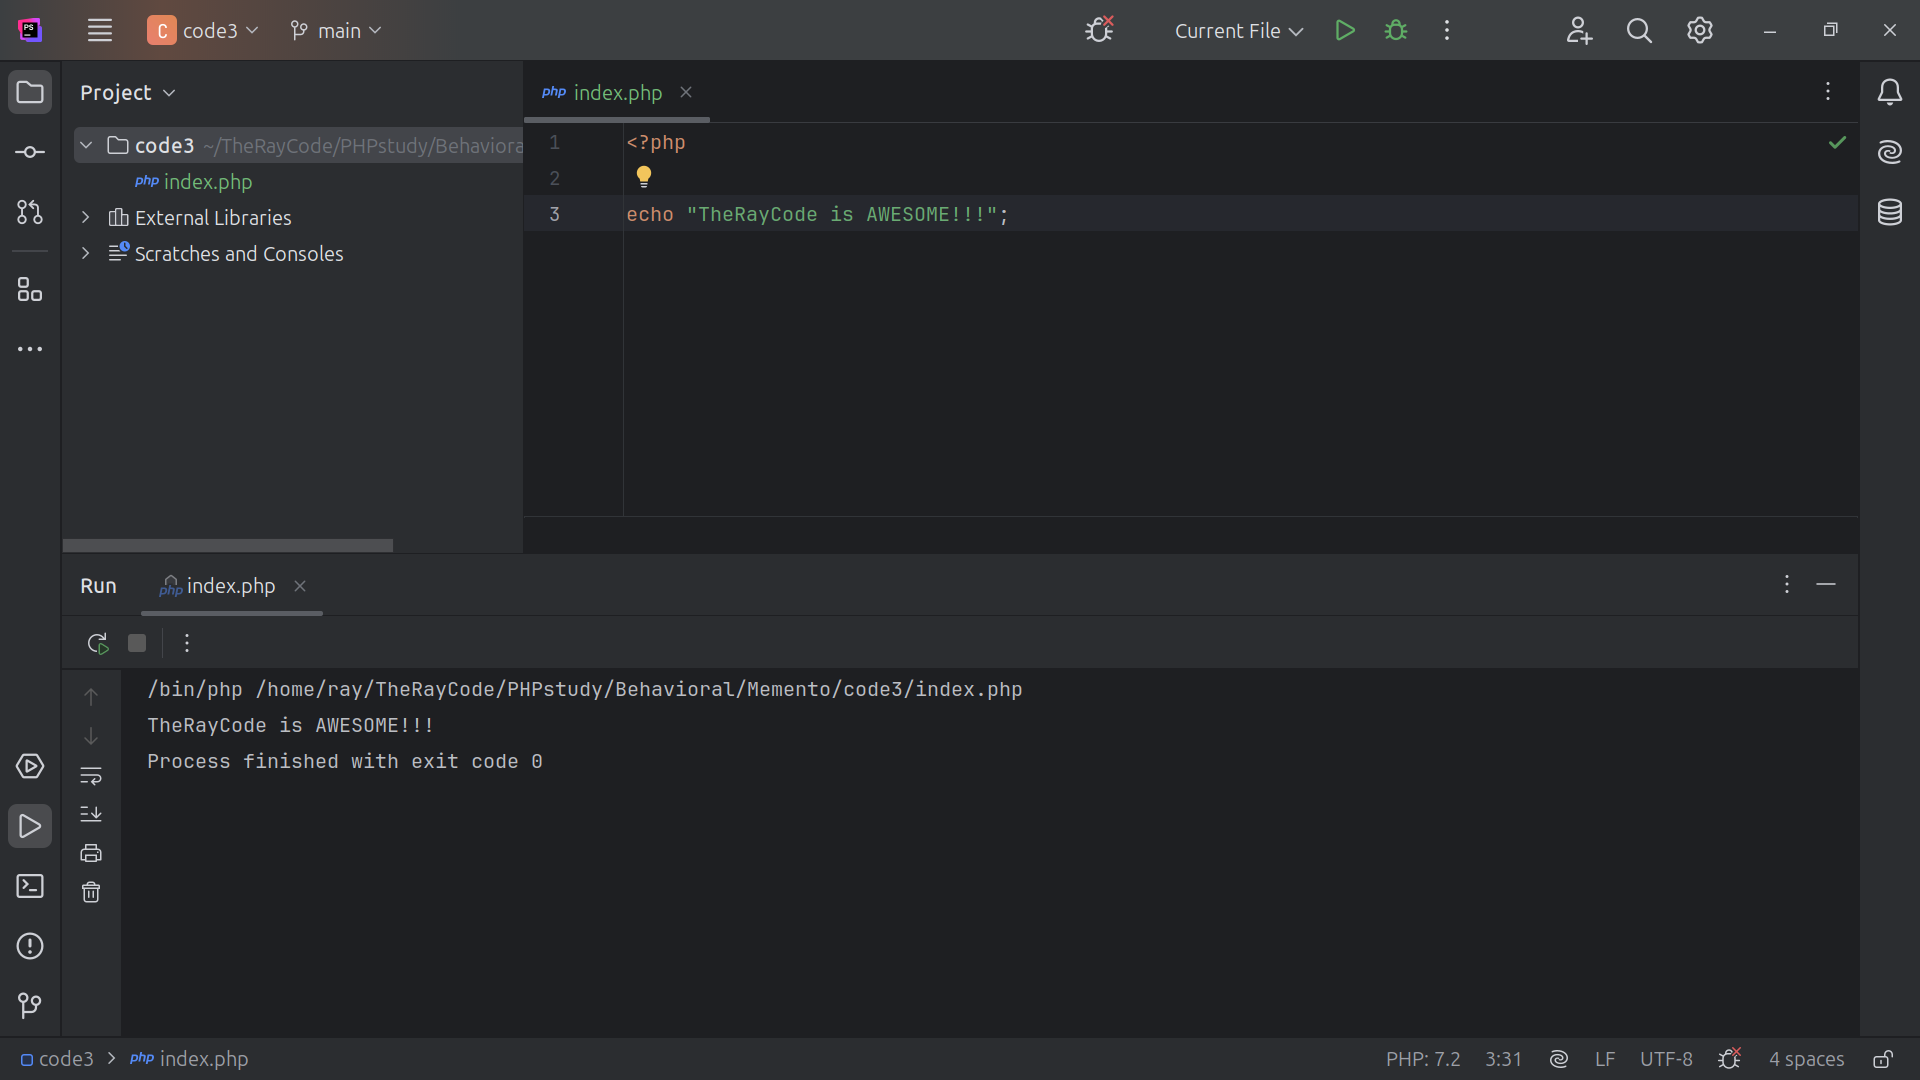 PS
C code3 main Current File
Project
code3 ~/TheRayCode/PHPstudy/Behaviora
php index.php
External Libraries
Scratches and Consoles
php index.php
1 <?php
2
3 echo "TheRayCode is AWESOME!!!";
Run php index.php
/bin/php /home/ray/TheRayCode/PHPstudy/Behavioral/Memento/code3/index.php
TheRayCode is AWESOME!!!
Process finished with exit code 0
code3 php index.php PHP: 7.2 3:31 LF UTF-8 4 spaces